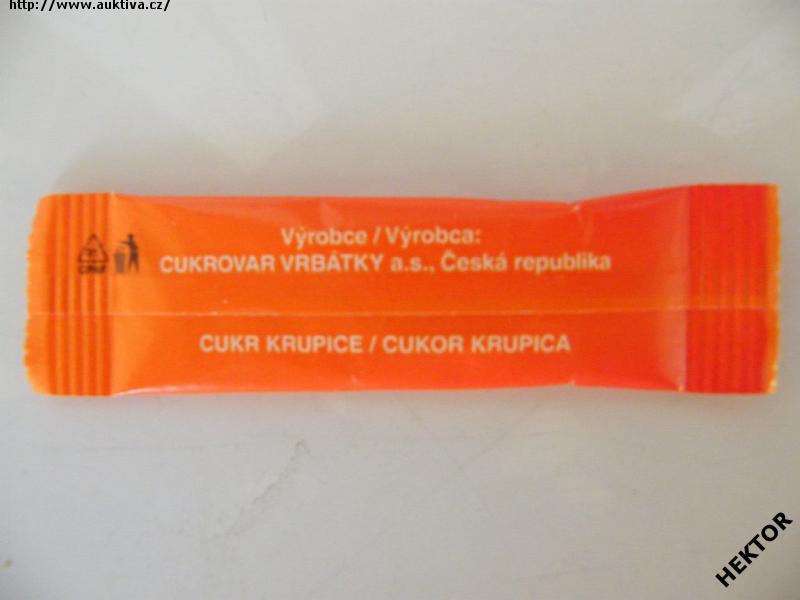 http://www.auktiva.cz/
Výrobce / Výrobca:
CUKROVAR VRBÁTKY a.s., Česká republika
CUKR KRUPICE / CUKOR KRUPICA
HEKTOR